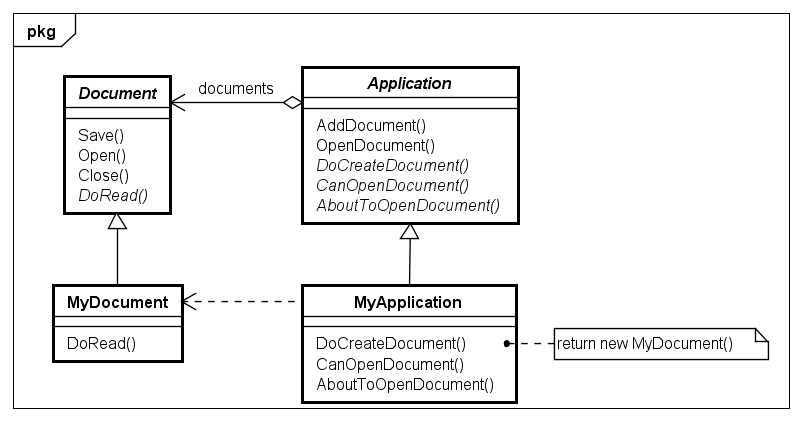 pkg
Document
Save()
Open()
Close()
DoRead()
documents
Application
AddDocument()
OpenDocument()
DoCreateDocument()
CanOpenDocument()
AboutToOpenDocument()
MyDocument
DoRead()
MyApplication
DoCreateDocument()
CanOpenDocument()
AboutToOpenDocument()
return new MyDocument()